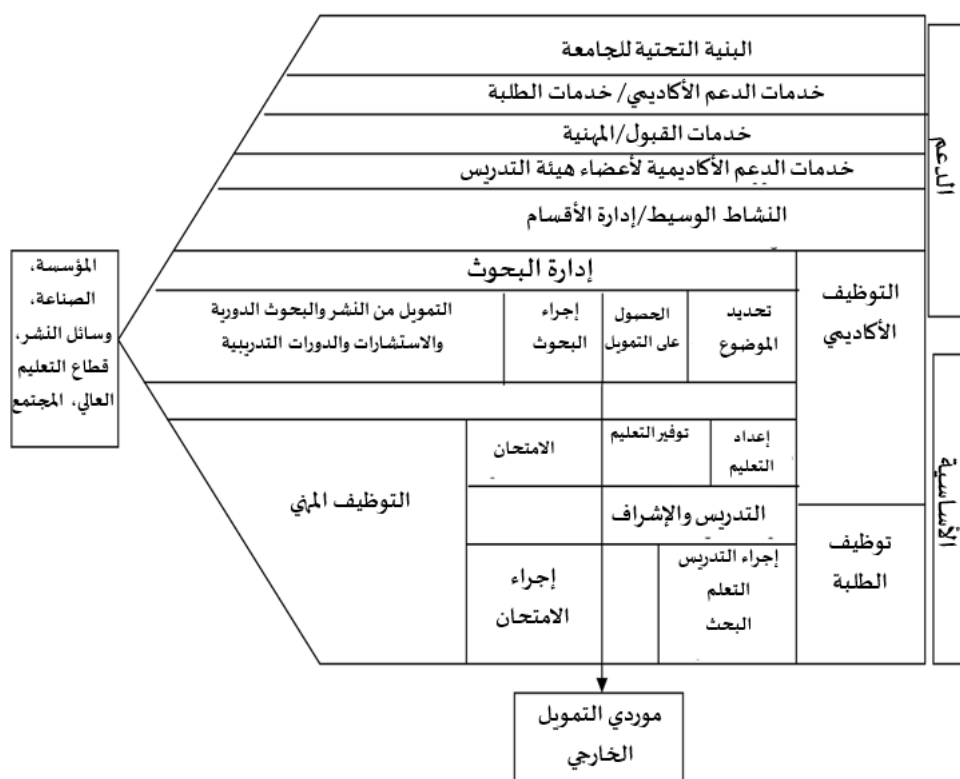 البنية التحتية للجامعة
خدمات الدعم الأكاديمي/ خدمات الطلبة
خدمات القبول/المهنية
خدمات الدعم الأكاديمية لأعضاء هيئة التدريس
النشاط الوسيط/إدارة الأقسام
الدعم
إدارة البحوث
التوظيف
الأكاديمي
تحديد
الموضوع
الحصول
على التمويل
إجراء
البحوث
التمويل من النشر والبحوث الدورية
والاستشارات والدورات التدريبية
المؤسسة،
الصناعة،
وسائل النشر،
قطاع التعليم
العالي، المجتمع
الأساسية
إعداد
التعليم
توفير التعليم
الامتحان
التوظيف المهني
التدريس والإشراف
توظيف
الطلبة
إجراء التدريس
التعلم
البحث
إجراء
الامتحان
موردي التمويل
الخارجي